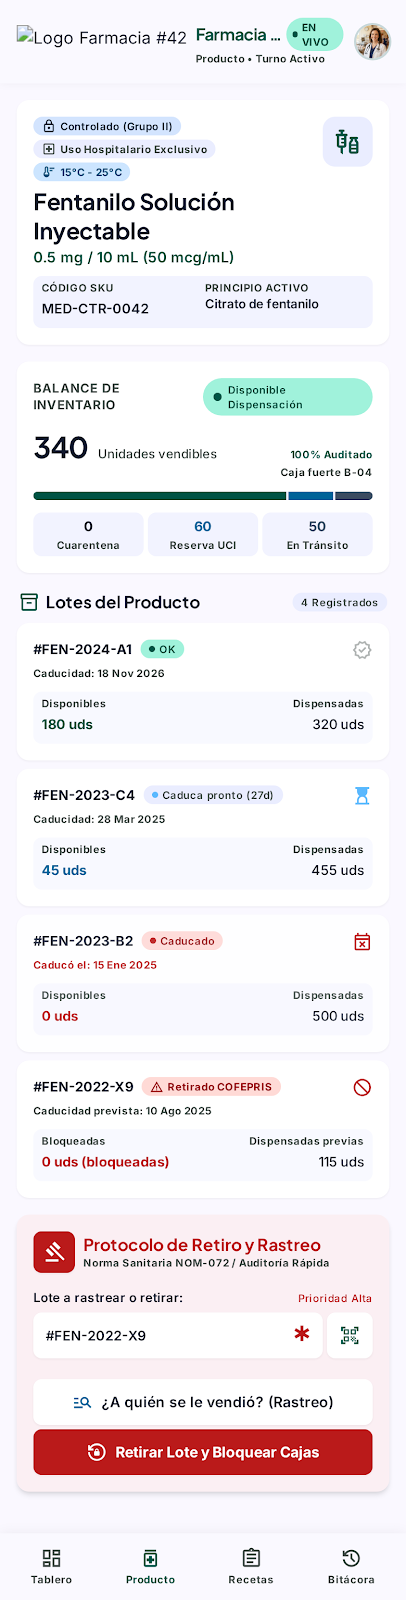 Logo Farmacia #42
Farmacia ...
EN VIVO
Producto • Turno Activo
Controlado (Grupo II)
Uso Hospitalario Exclusivo
15°C - 25°C
Fentanilo Solución
Inyectable
0.5 mg / 10 mL (50 mcg/mL)
CÓDIGO SKU
MED-CTR-0042
PRINCIPIO ACTIVO
Citrato de fentanilo
BALANCE DE
INVENTARIO
Disponible
Dispensación
340 Unidades vendibles
100% Auditado
Caja fuerte B-04
0
Cuarentena
60
Reserva UCI
50
En Tránsito
Lotes del Producto
4 Registrados
#FEN-2024-A1
OK
Caducidad: 18 Nov 2026
Disponibles
180 uds
Dispensadas
320 uds
#FEN-2023-C4
Caduca pronto (27d)
Caducidad: 28 Mar 2025
Disponibles
45 uds
Dispensadas
455 uds
#FEN-2023-B2
Caducado
Caducó el: 15 Ene 2025
Disponibles
0 uds
Dispensadas
500 uds
#FEN-2022-X9
Retirado COFEPRIS
Caducidad prevista: 10 Ago 2025
Bloqueadas
0 uds (bloqueadas)
Dispensadas previas
115 uds
Protocolo de Retiro y Rastreo
Norma Sanitaria NOM-072 / Auditoría Rápida
Lote a rastrear o retirar:
Prioridad Alta
#FEN-2022-X9
¿A quién se le vendió? (Rastreo)
Retirar Lote y Bloquear Cajas
Tablero
Producto
Recetas
Bitácora